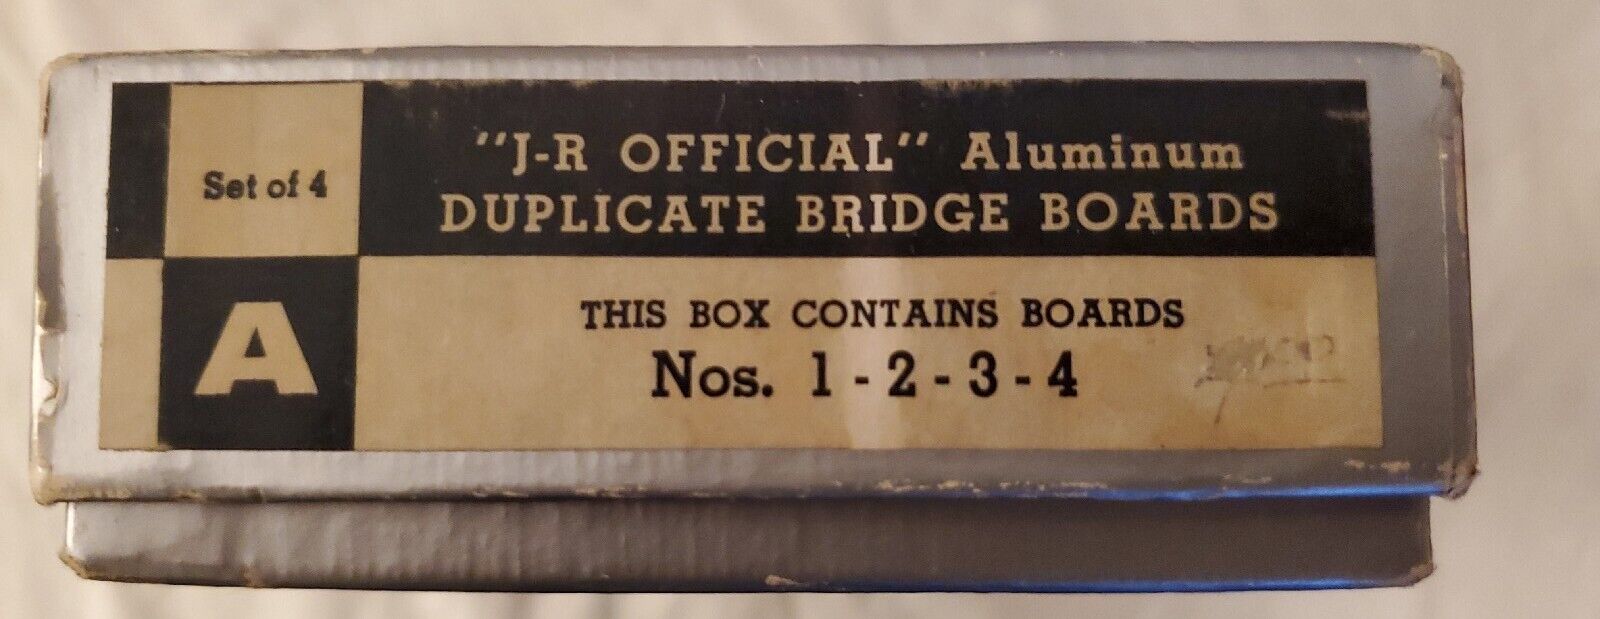 Set of 4
"J-R OFFICIAL" Aluminum
DUPLICATE BRIDGE BOARDS
A
THIS BOX CONTAINS BOARDS
Nos. 1 - 2 - 3 - 4